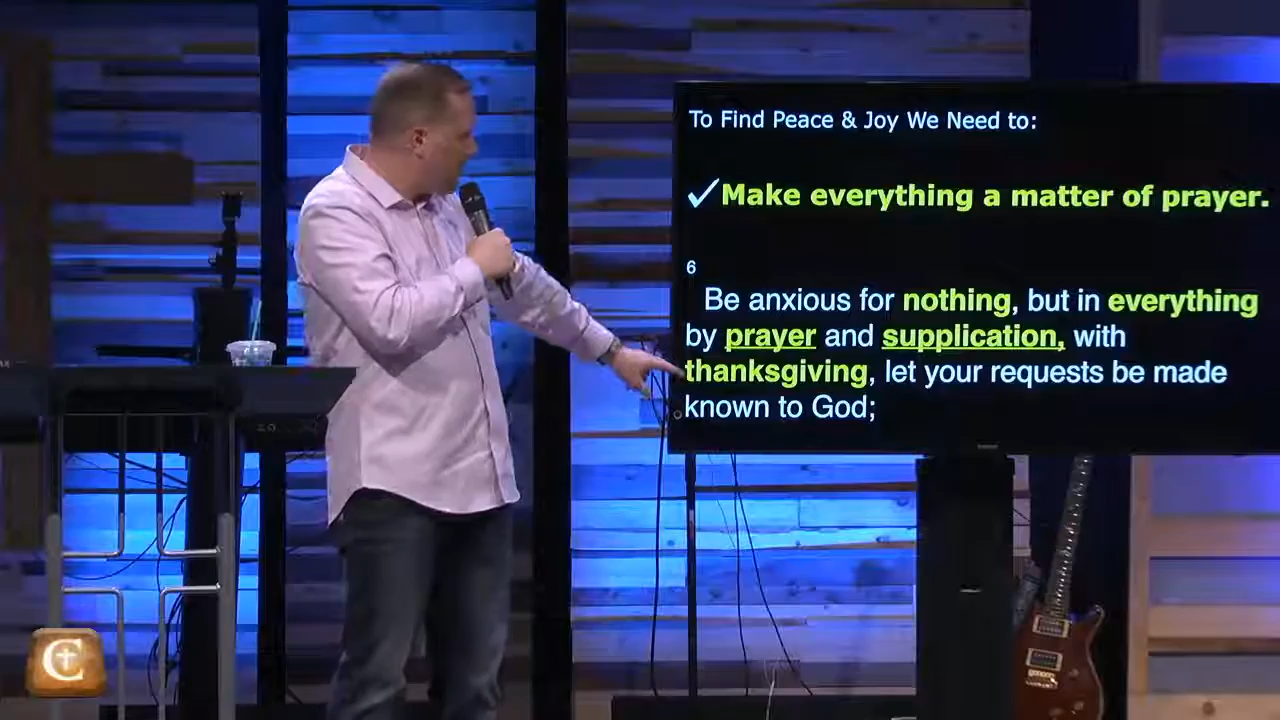 To Find Peace & Joy We Need to:
✓Make everything a matter of prayer.
6
Be anxious for nothing, but in everything
by prayer and supplication, with
thanksgiving, let your requests be made
known to God;
C